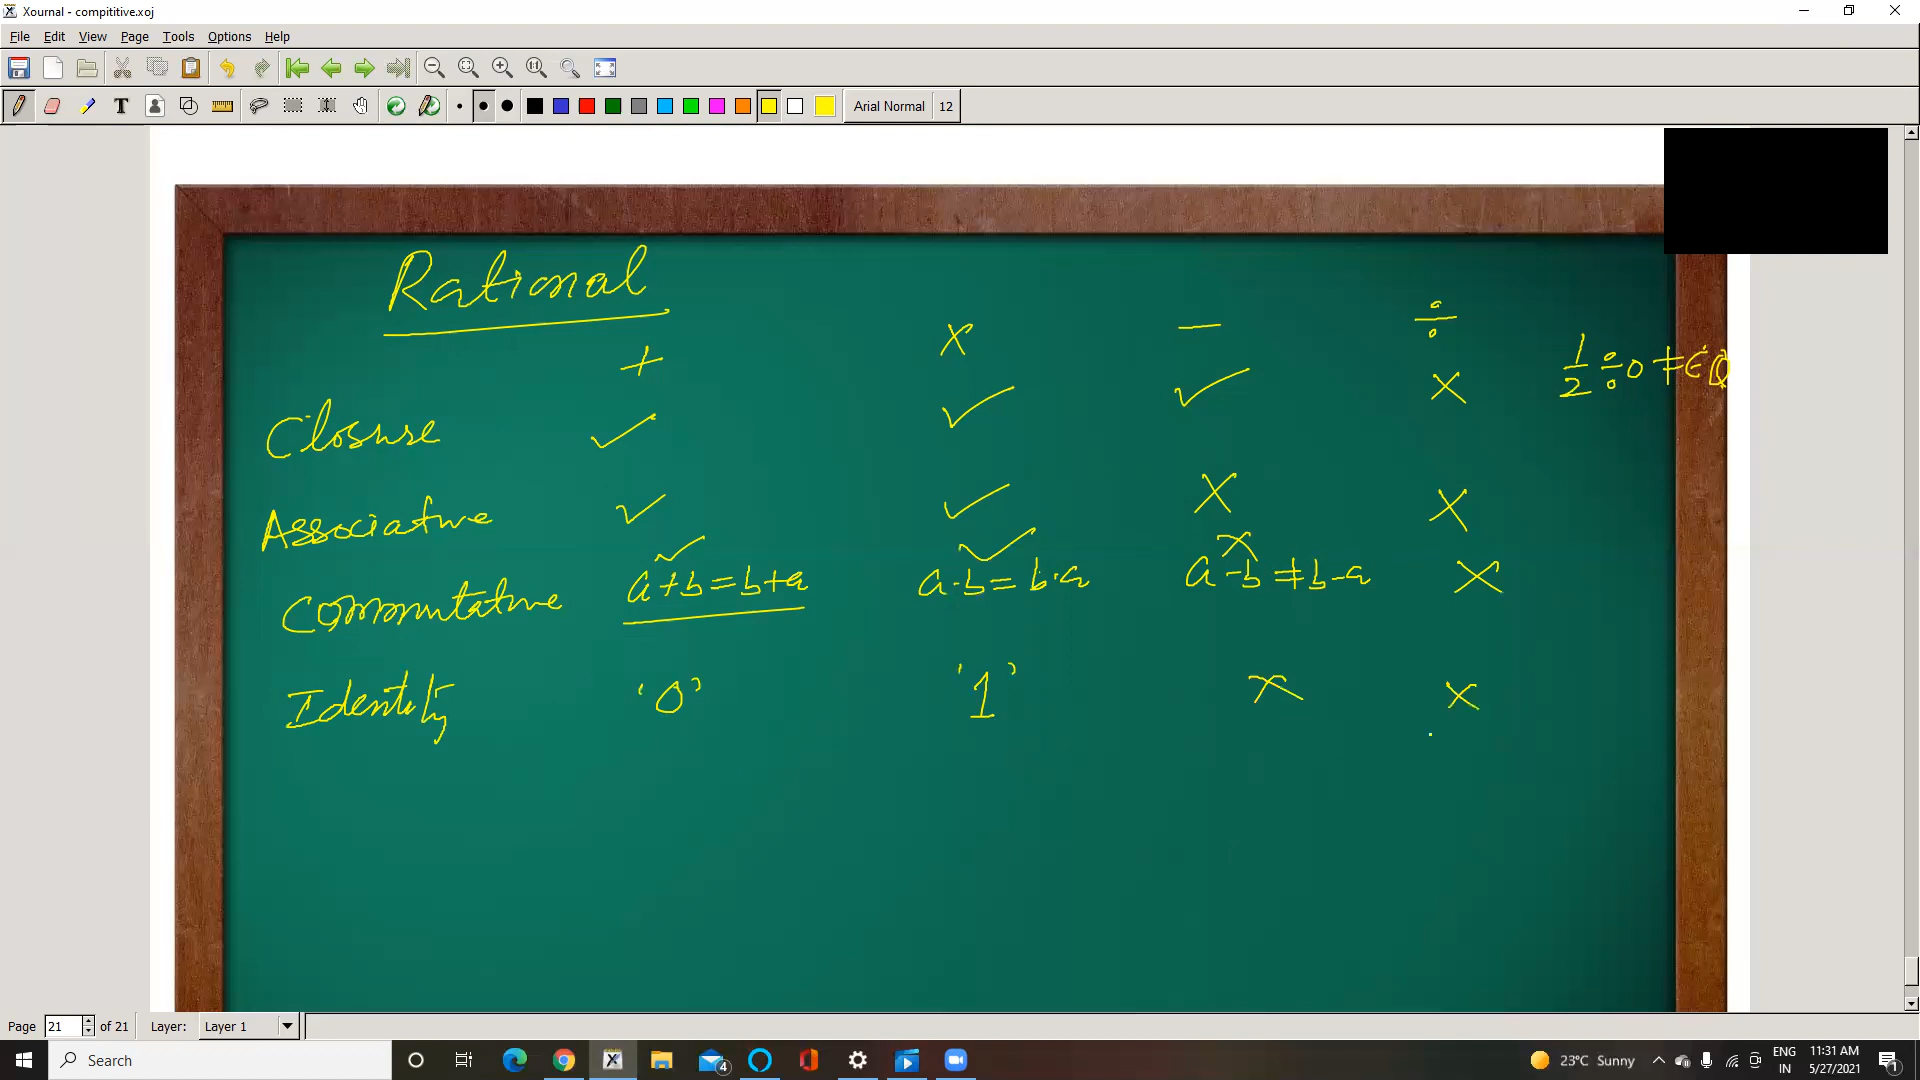 Xournal - compititive.xoj
File Edit View Page Tools Options Help
Arial Normal 12
Rational
+ × − ÷
1/2 ÷ 0 ≠ ∈ Q
Closure ✓ ✓ ✓ ×
Associative ✓ ✓ × ×
✓ ✓ ×
Commutative a+b=b+a a·b=b·a a-b≠b-a ×
Identity '0' '1' × ×
Page 21 of 21 Layer: Layer 1
Search
4
23°C Sunny
ENG
IN
11:31 AM
5/27/2021
1